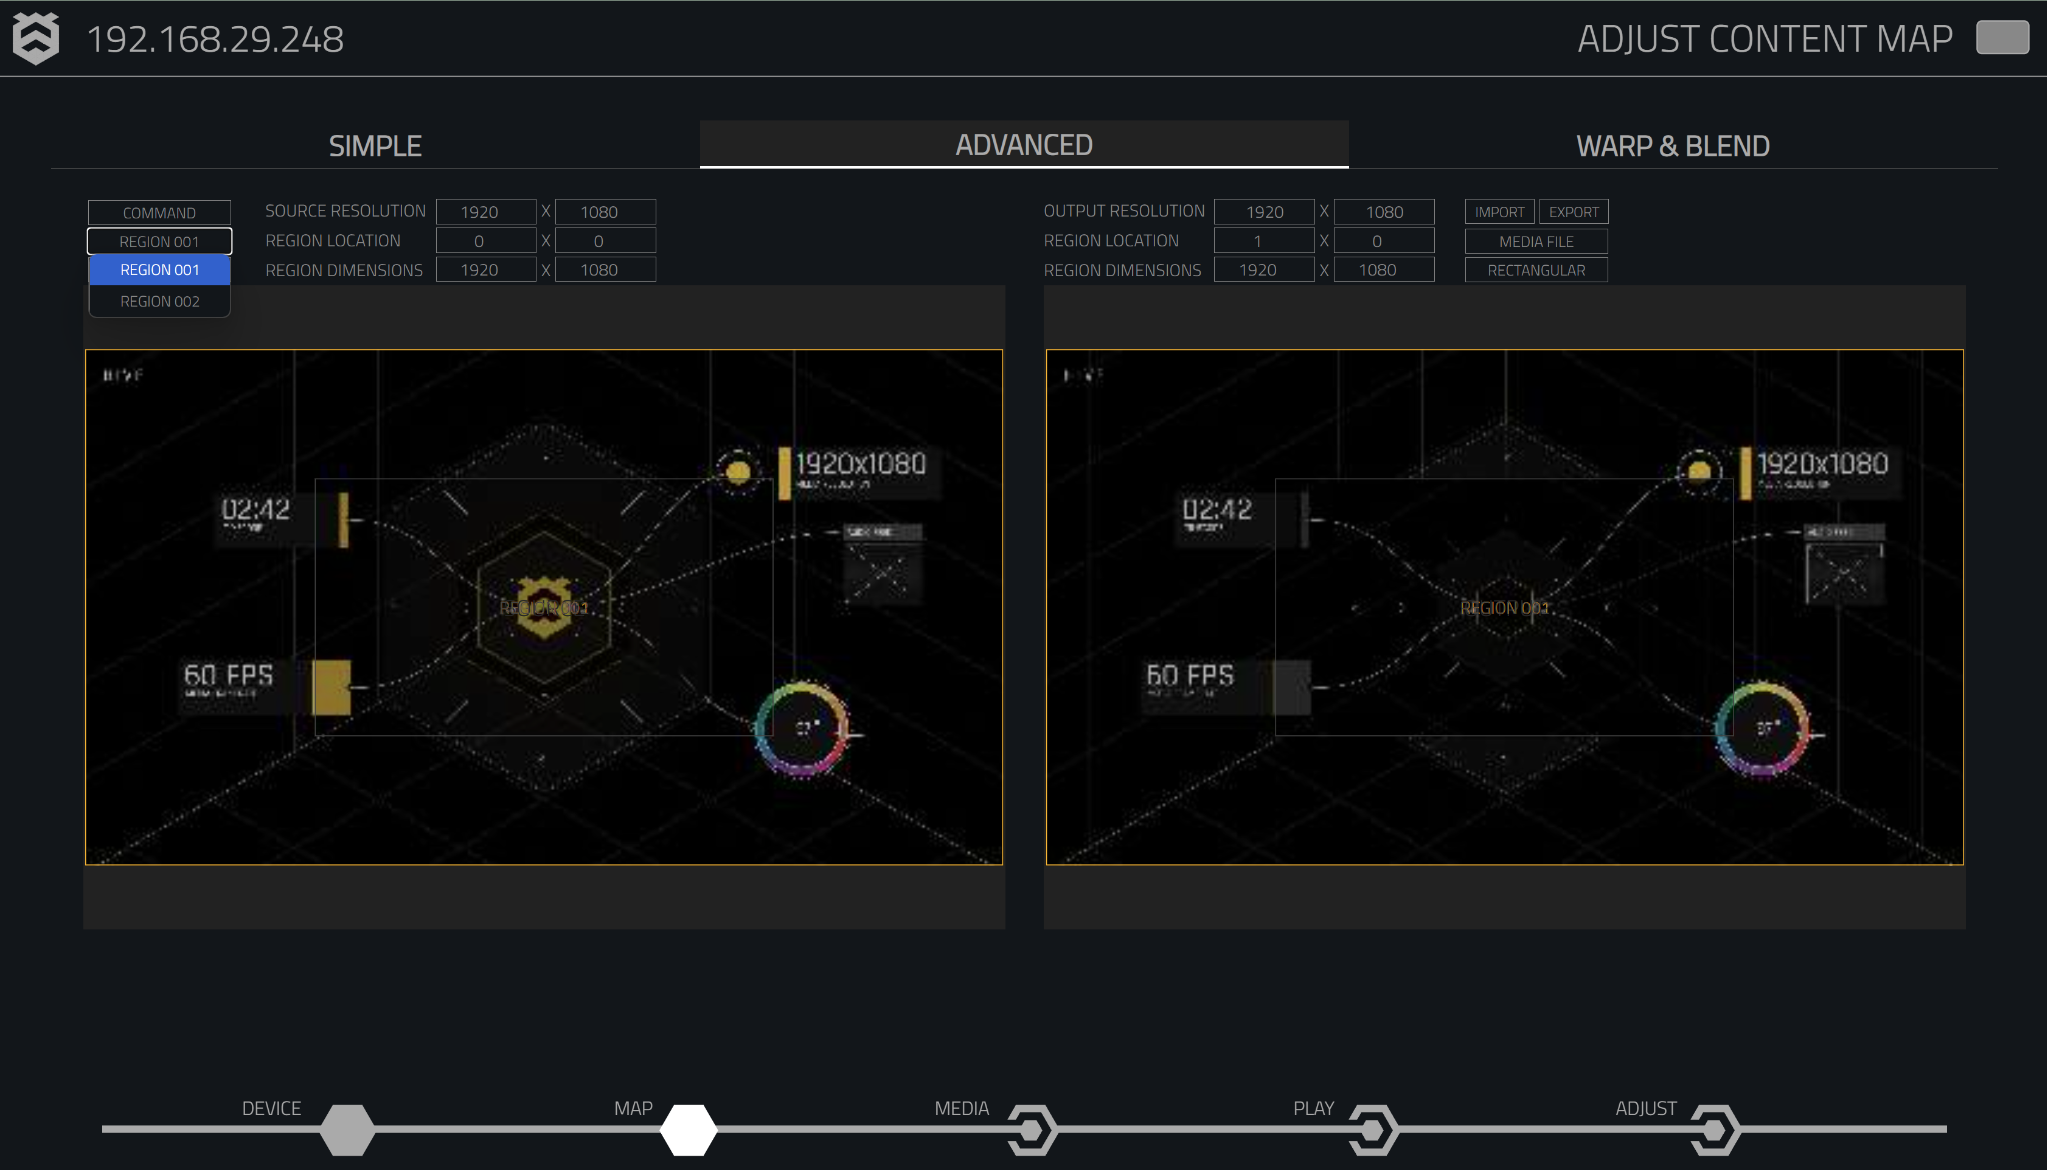 192.168.29.248
ADJUST CONTENT MAP
SIMPLE
ADVANCED
WARP & BLEND
COMMAND
REGION 001
REGION 001
REGION 002
SOURCE RESOLUTION 1920 X 1080
REGION LOCATION 0 X 0
REGION DIMENSIONS 1920 X 1080
OUTPUT RESOLUTION 1920 X 1080
REGION LOCATION 1 X 0
REGION DIMENSIONS 1920 X 1080
IMPORT EXPORT
MEDIA FILE
RECTANGULAR
1920x1080
02:42
REGION 001
60 FPS
1920x1080
02:42
REGION 001
60 FPS
DEVICE
MAP
MEDIA
PLAY
ADJUST